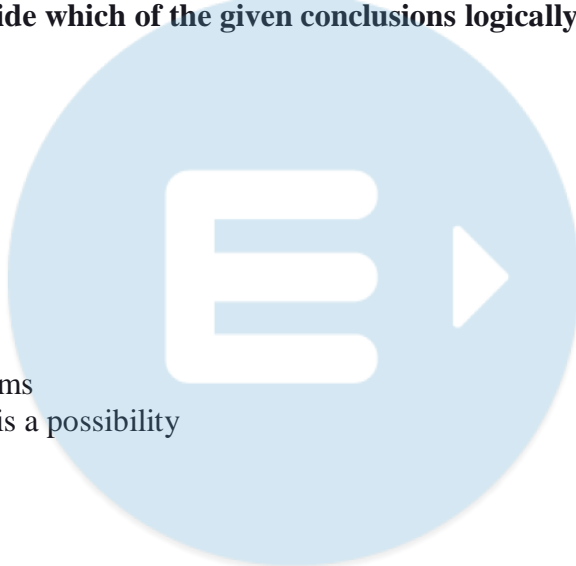 ide which of the given conclusions logically
ms
is a possibility